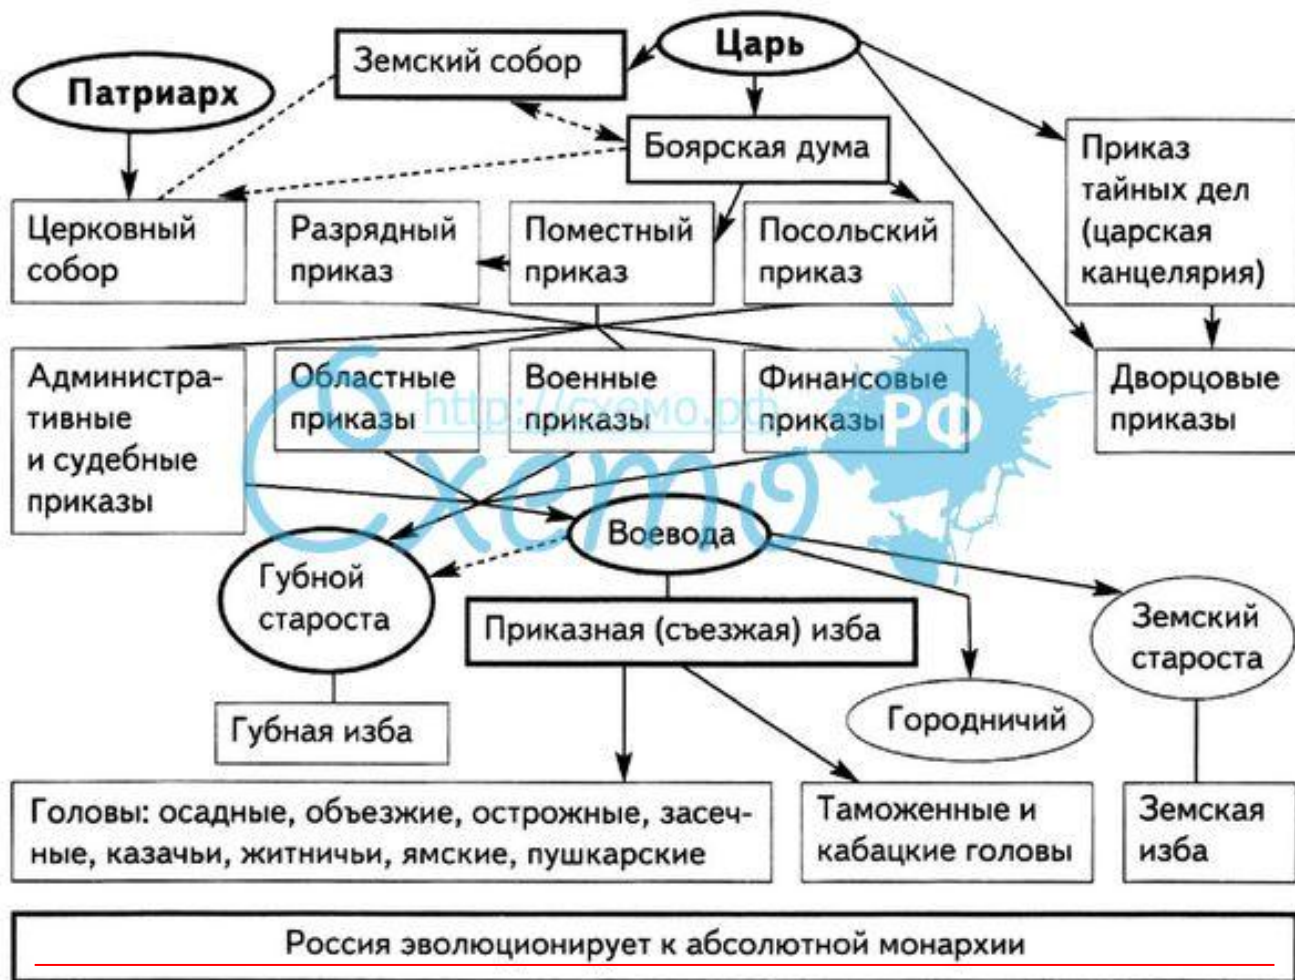 Царь
Земский собор
Патриарх
Боярская дума
Приказ
тайных дел
(царская
канцелярия)
Церковный
собор
Разрядный
приказ
Поместный
приказ
Посольский
приказ
Администра-
тивные
и судебные
приказы
Областные
приказы
Военные
приказы
Финансовые
приказы
Дворцовые
приказы
http://схемо.рф
Схемо
РФ
Воевода
Губной
староста
Приказная (съезжая) изба
Земский
староста
Городничий
Губная изба
Головы: осадные, объезжие, острожные, засеч-
ные, казачьи, житничьи, ямские, пушкарские
Таможенные и
кабацкие головы
Земская
изба
Россия эволюционирует к абсолютной монархии